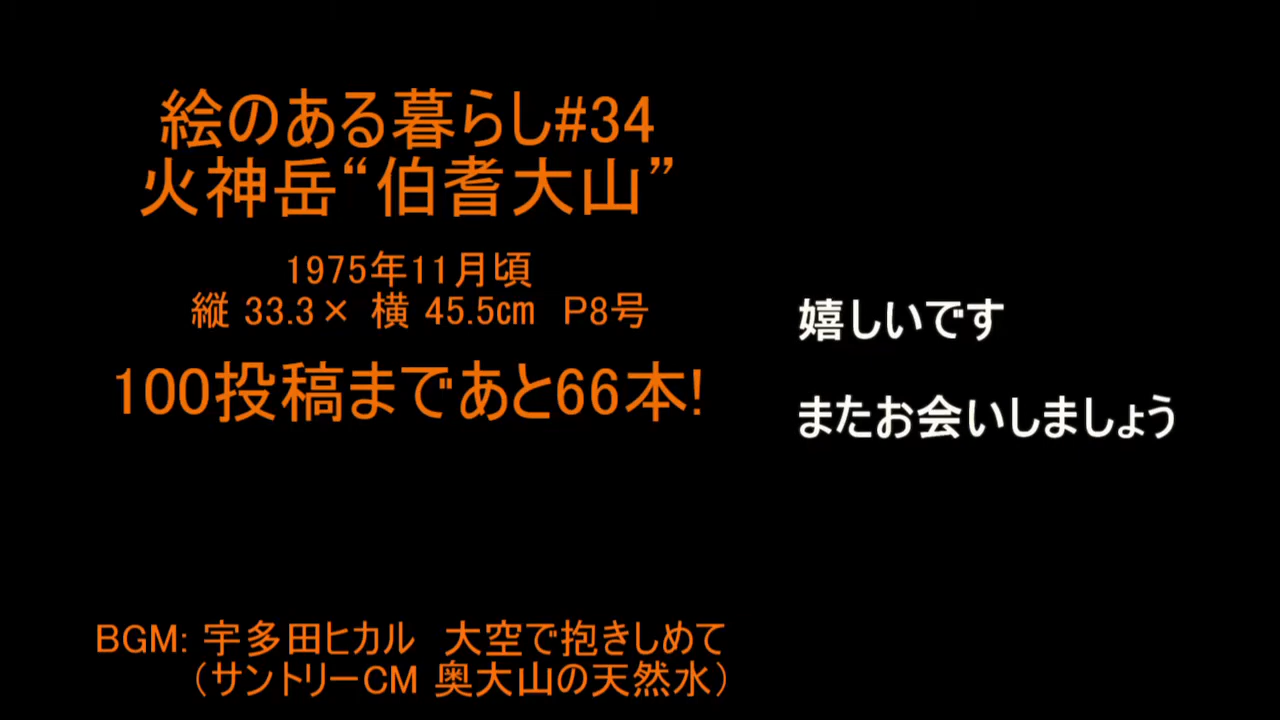 絵のある暮らし#34
火神岳“伯耆大山”
1975年11月頃
縦 33.3× 横 45.5㎝ P8号
100投稿まであと66本!
嬉しいです
またお会いしましょう
BGM: 宇多田ヒカル 大空で抱きしめて
(サントリーCM 奥大山の天然水)